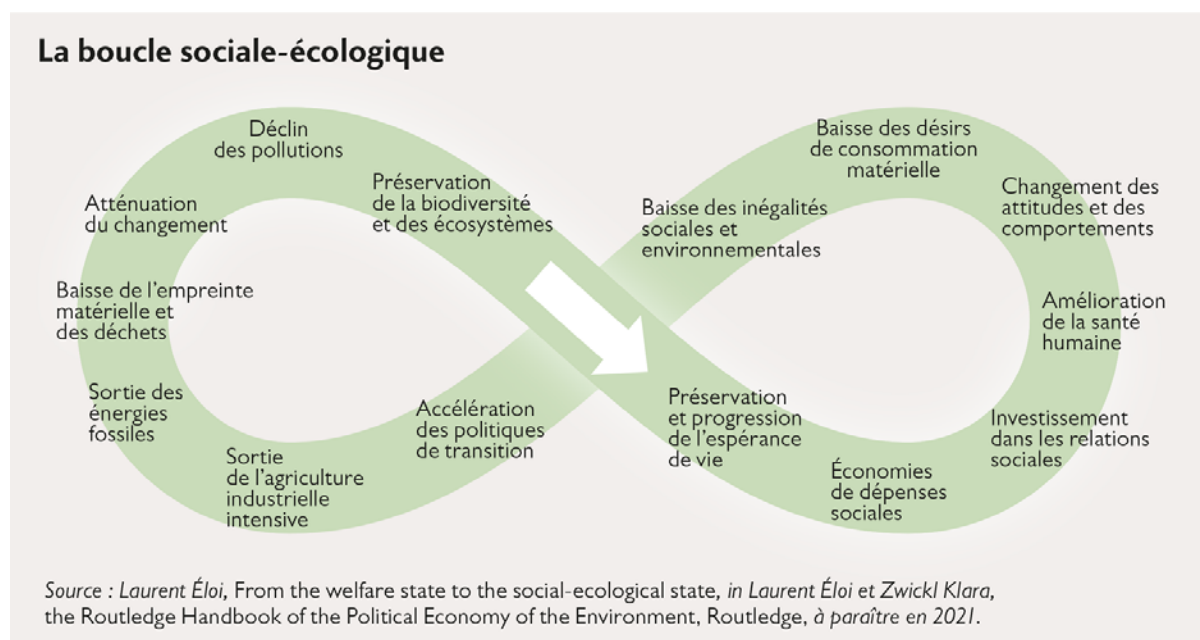 La boucle sociale-écologique
Déclin
des pollutions
Préservation
de la biodiversité
et des écosystèmes
Atténuation
du changement
Baisse de l'empreinte
matérielle et
des déchets
Sortie des
énergies
fossiles
Sortie
de l'agriculture
industrielle
intensive
Accélération
des politiques
de transition
Baisse des inégalités
sociales et
environnementales
Baisse des désirs
de consommation
matérielle
Changement des
attitudes et des
comportements
Amélioration
de la santé
humaine
Investissement
dans les relations
sociales
Économies
de dépenses
sociales
Préservation
et progression
de l'espérance
de vie
Source : Laurent Éloi, From the welfare state to the social-ecological state, in Laurent Éloi et Zwickl Klara,
the Routledge Handbook of the Political Economy of the Environment, Routledge, à paraître en 2021.